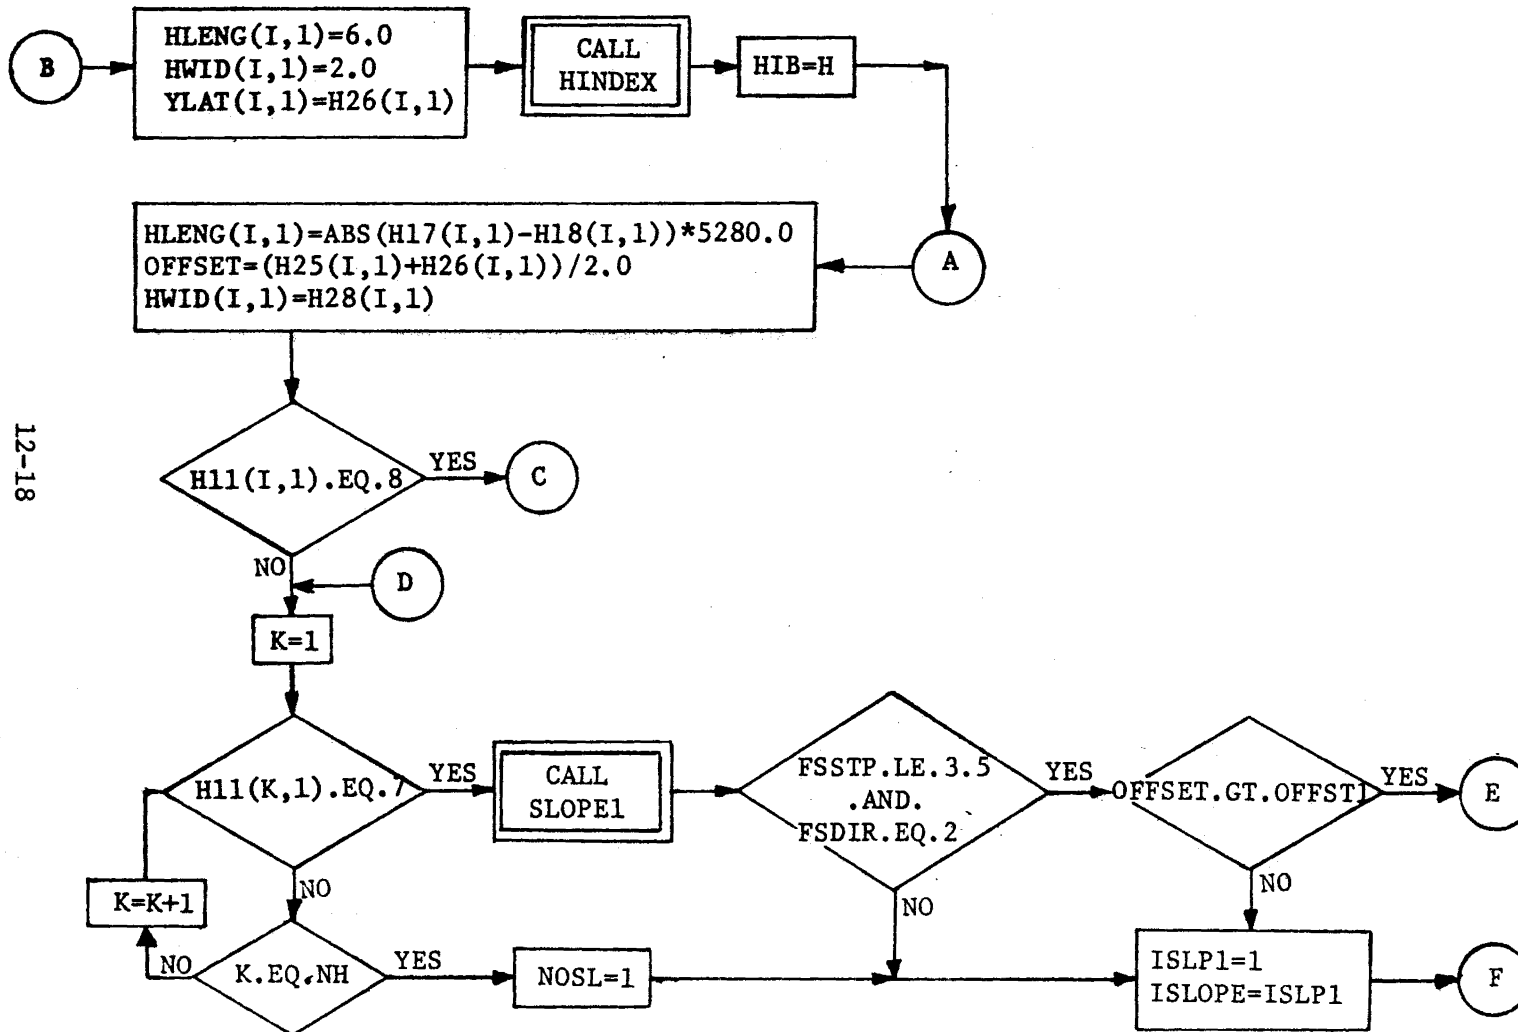 B
HLENG(I,1)=6.0
HWID(I,1)=2.0
YLAT(I,1)=H26(I,1)
CALL
HINDEX
HIB=H
HLENG(I,1)=ABS(H17(I,1)-H18(I,1))*5280.0
OFFSET=(H25(I,1)+H26(I,1))/2.0
HWID(I,1)=H28(I,1)
A
H11(I,1).EQ.8
YES
C
NO
D
K=1
H11(K,1).EQ.7
YES
CALL
SLOPE1
FSSTP.LE.3.5
.AND.
FSDIR.EQ.2
YES
OFFSET.GT.OFFST1
YES
E
NO
K=K+1
NO
K.EQ.NH
YES
NOSL=1
NO
NO
ISLP1=1
ISLOPE=ISLP1
F
12-18